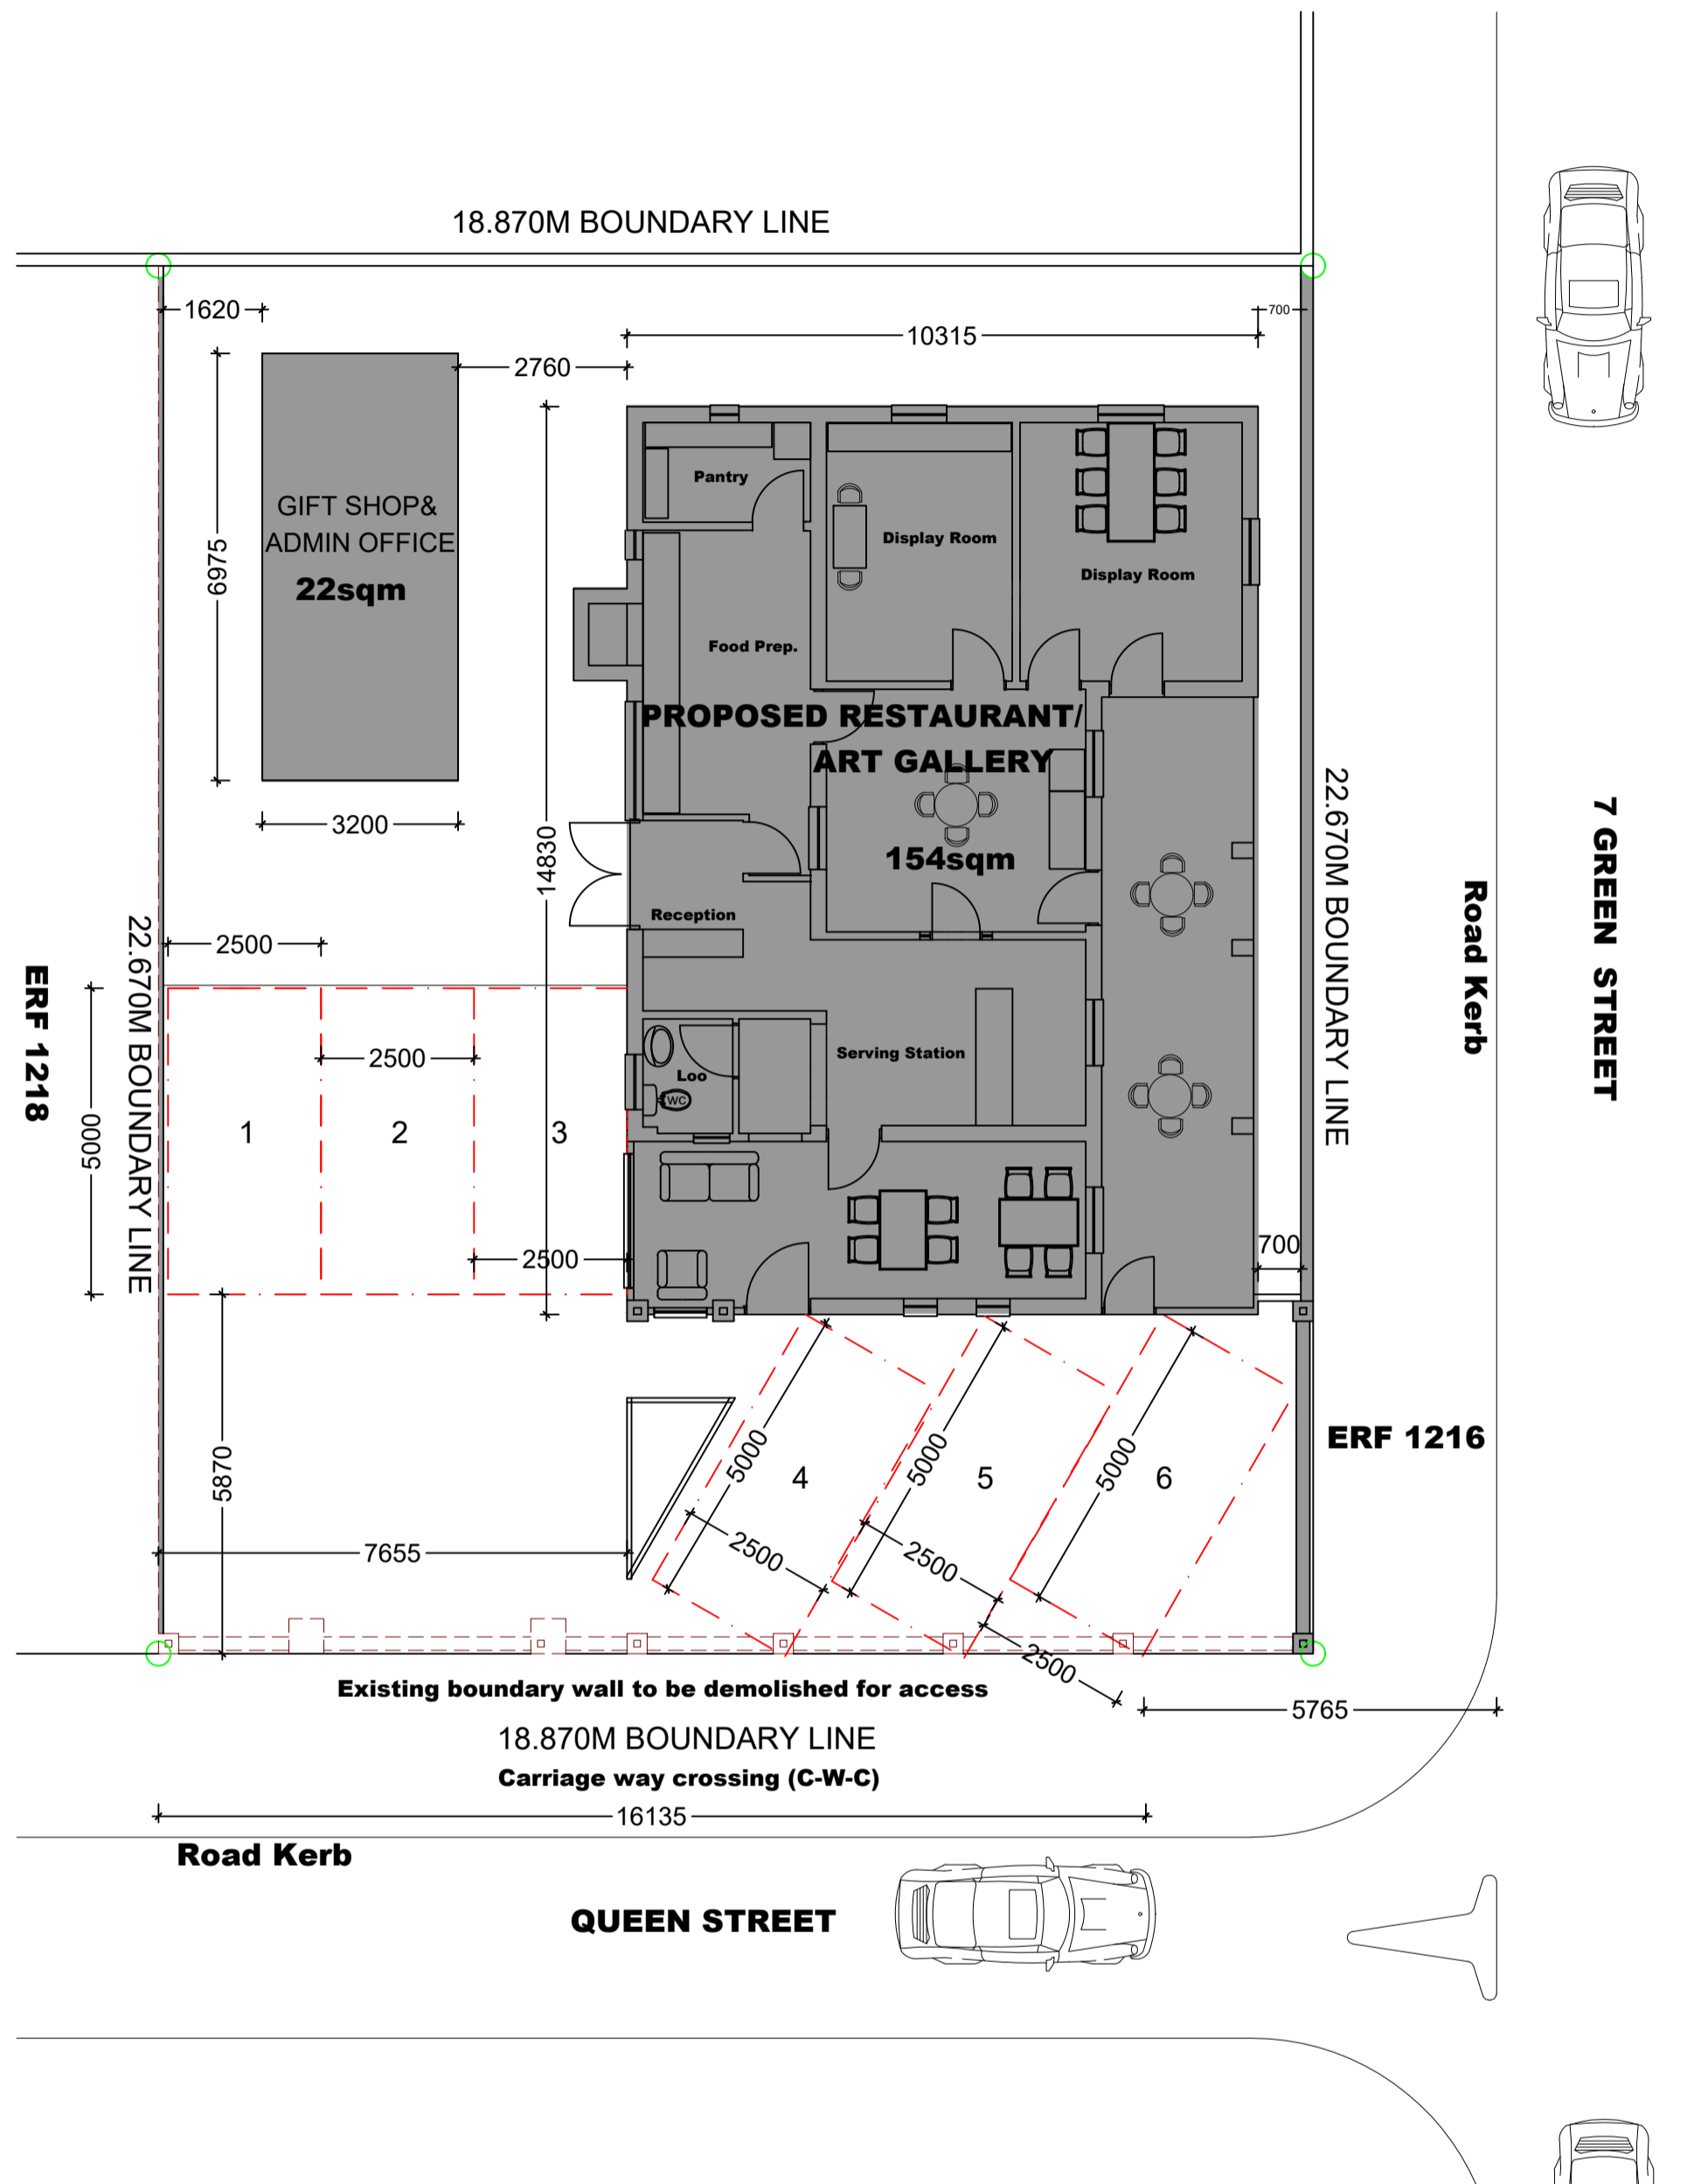 18.870M BOUNDARY LINE
1620
700
10315
2760
GIFT SHOP&
ADMIN OFFICE
22sqm
6975
3200
Pantry
Display Room
Display Room
Food Prep.
PROPOSED RESTAURANT/
ART GALLERY
154sqm
14830
Reception
Serving Station
Loo
WC
22.670M BOUNDARY LINE
Road Kerb
7 GREEN STREET
ERF 1218
22.670M BOUNDARY LINE
2500
2500
5000
1
2
3
2500
700
5870
7655
5000
4
5000
5
5000
6
2500
2500
2500
ERF 1216
Existing boundary wall to be demolished for access
5765
18.870M BOUNDARY LINE
Carriage way crossing (C-W-C)
16135
Road Kerb
QUEEN STREET